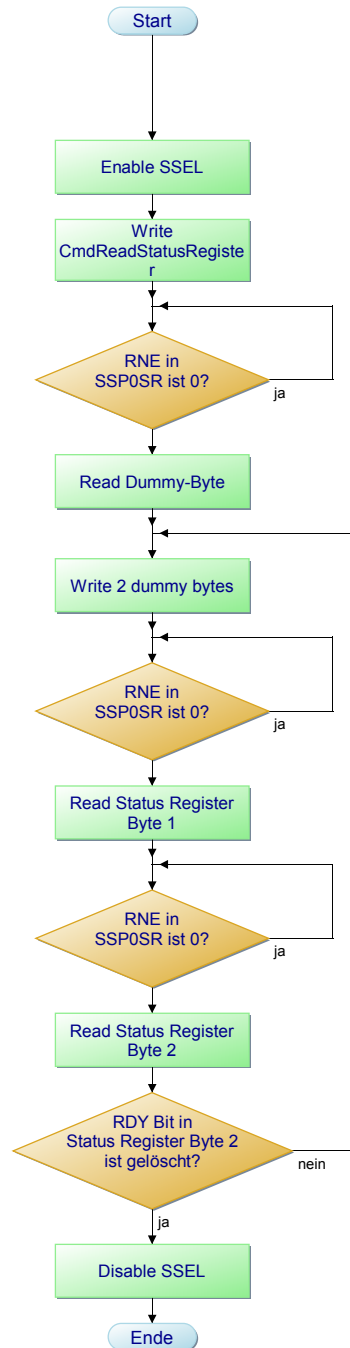 Start
Enable SSEL
Write
CmdReadStatusRegiste
r
RNE in
SSP0SR ist 0?
ja
Read Dummy-Byte
Write 2 dummy bytes
RNE in
SSP0SR ist 0?
ja
Read Status Register
Byte 1
RNE in
SSP0SR ist 0?
ja
Read Status Register
Byte 2
RDY Bit in
Status Register Byte 2
ist gelöscht?
nein
ja
Disable SSEL
Ende